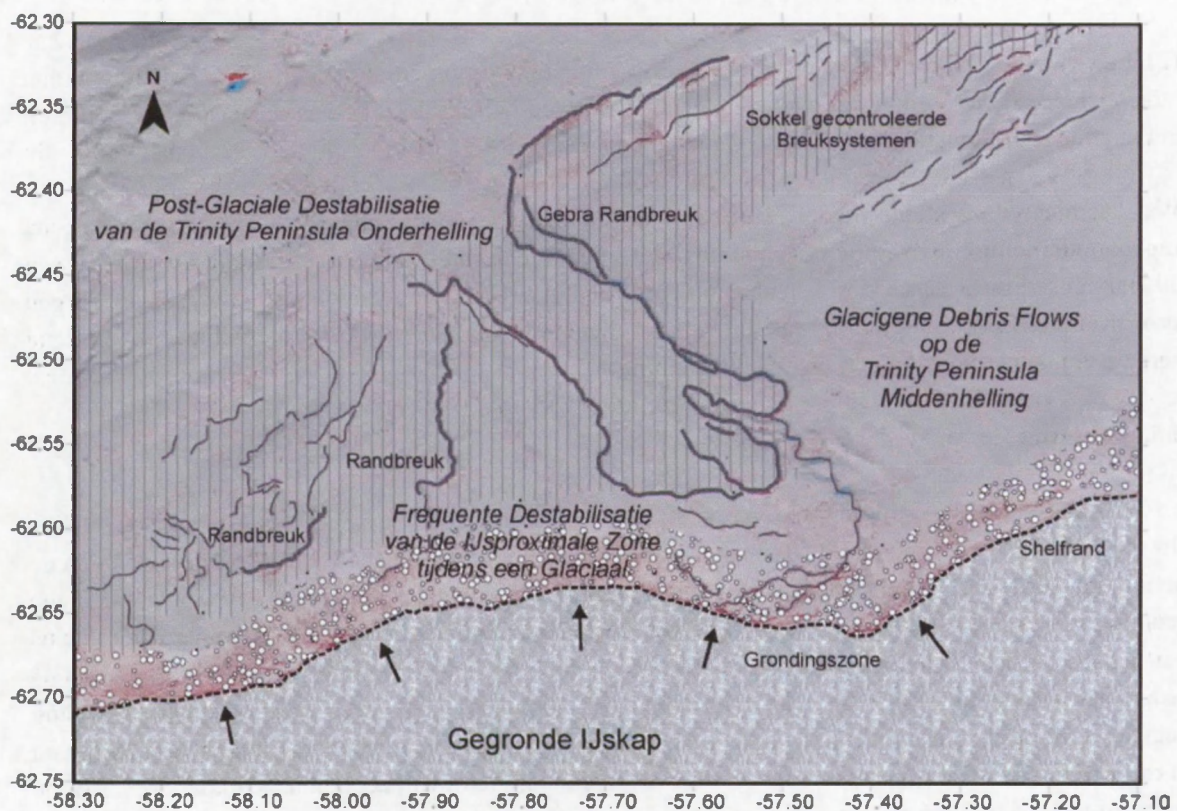 -62.30
-62.35
-62.40
-62.45
-62.50
-62.55
-62.60
-62.65
-62.70
-62.75
N
Sokkel gecontroleerde
Breuksystemen
Post-Glaciale Destabilisatie
van de Trinity Peninsula Onderhelling
Gebra Randbreuk
Glacigene Debris Flows
op de
Trinity Peninsula
Middenhelling
Randbreuk
Frequente Destabilisatie
van de IJsproximale Zone
tijdens een Glaciaal
Randbreuk
Shelfrand
Grondingszone
Gegronde IJskap
-58.30 -58.20 -58.10 -58.00 -57.90 -57.80 -57.70 -57.60 -57.50 -57.40 -57.30 -57.20 -57.10